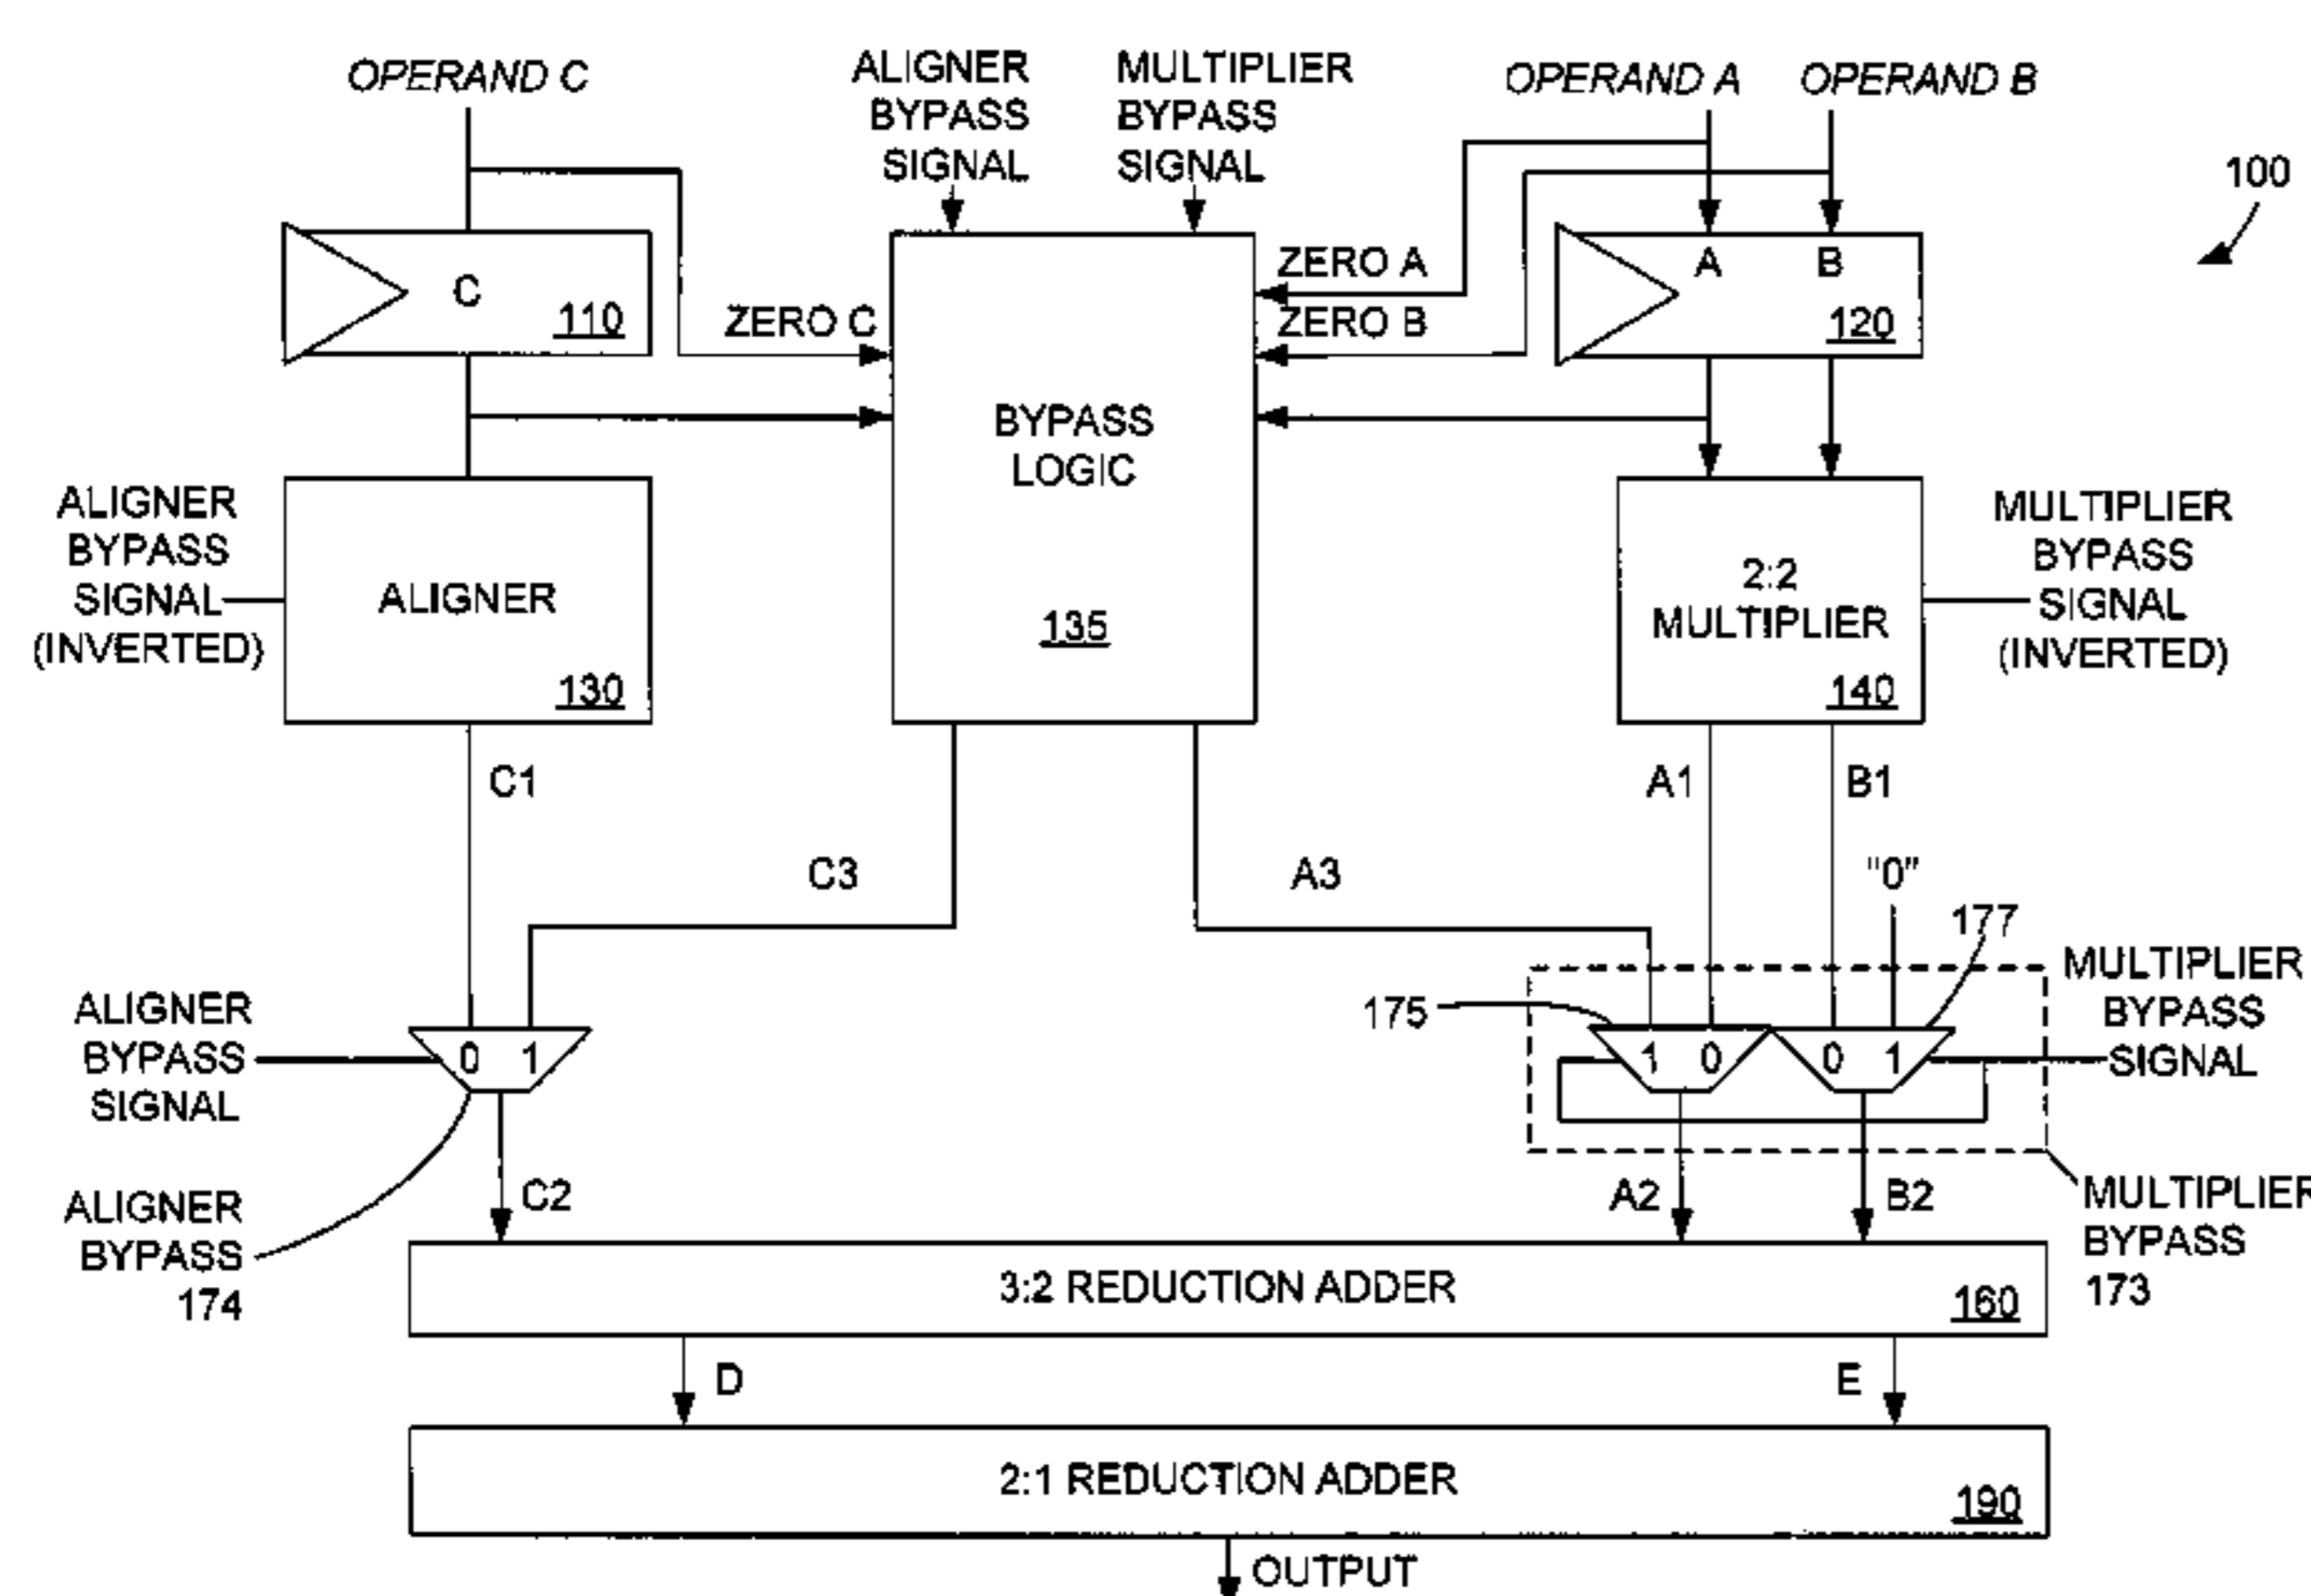 OPERAND C
ALIGNER
BYPASS
SIGNAL
MULTIPLIER
BYPASS
SIGNAL
OPERAND A
OPERAND B
100
C
110
ZERO C
ZERO A
ZERO B
A
B
120
BYPASS
LOGIC
135
ALIGNER
BYPASS
SIGNAL
(INVERTED)
ALIGNER
130
2:2
MULTIPLIER
140
MULTIPLIER
BYPASS
SIGNAL
(INVERTED)
C1
A1
B1
C3
A3
"0"
177
175
ALIGNER
BYPASS
SIGNAL
0 1
1 0
0 1
MULTIPLIER
BYPASS
SIGNAL
ALIGNER
BYPASS
174
C2
A2
B2
MULTIPLIER
BYPASS
173
3:2 REDUCTION ADDER
160
D
E
2:1 REDUCTION ADDER
190
OUTPUT